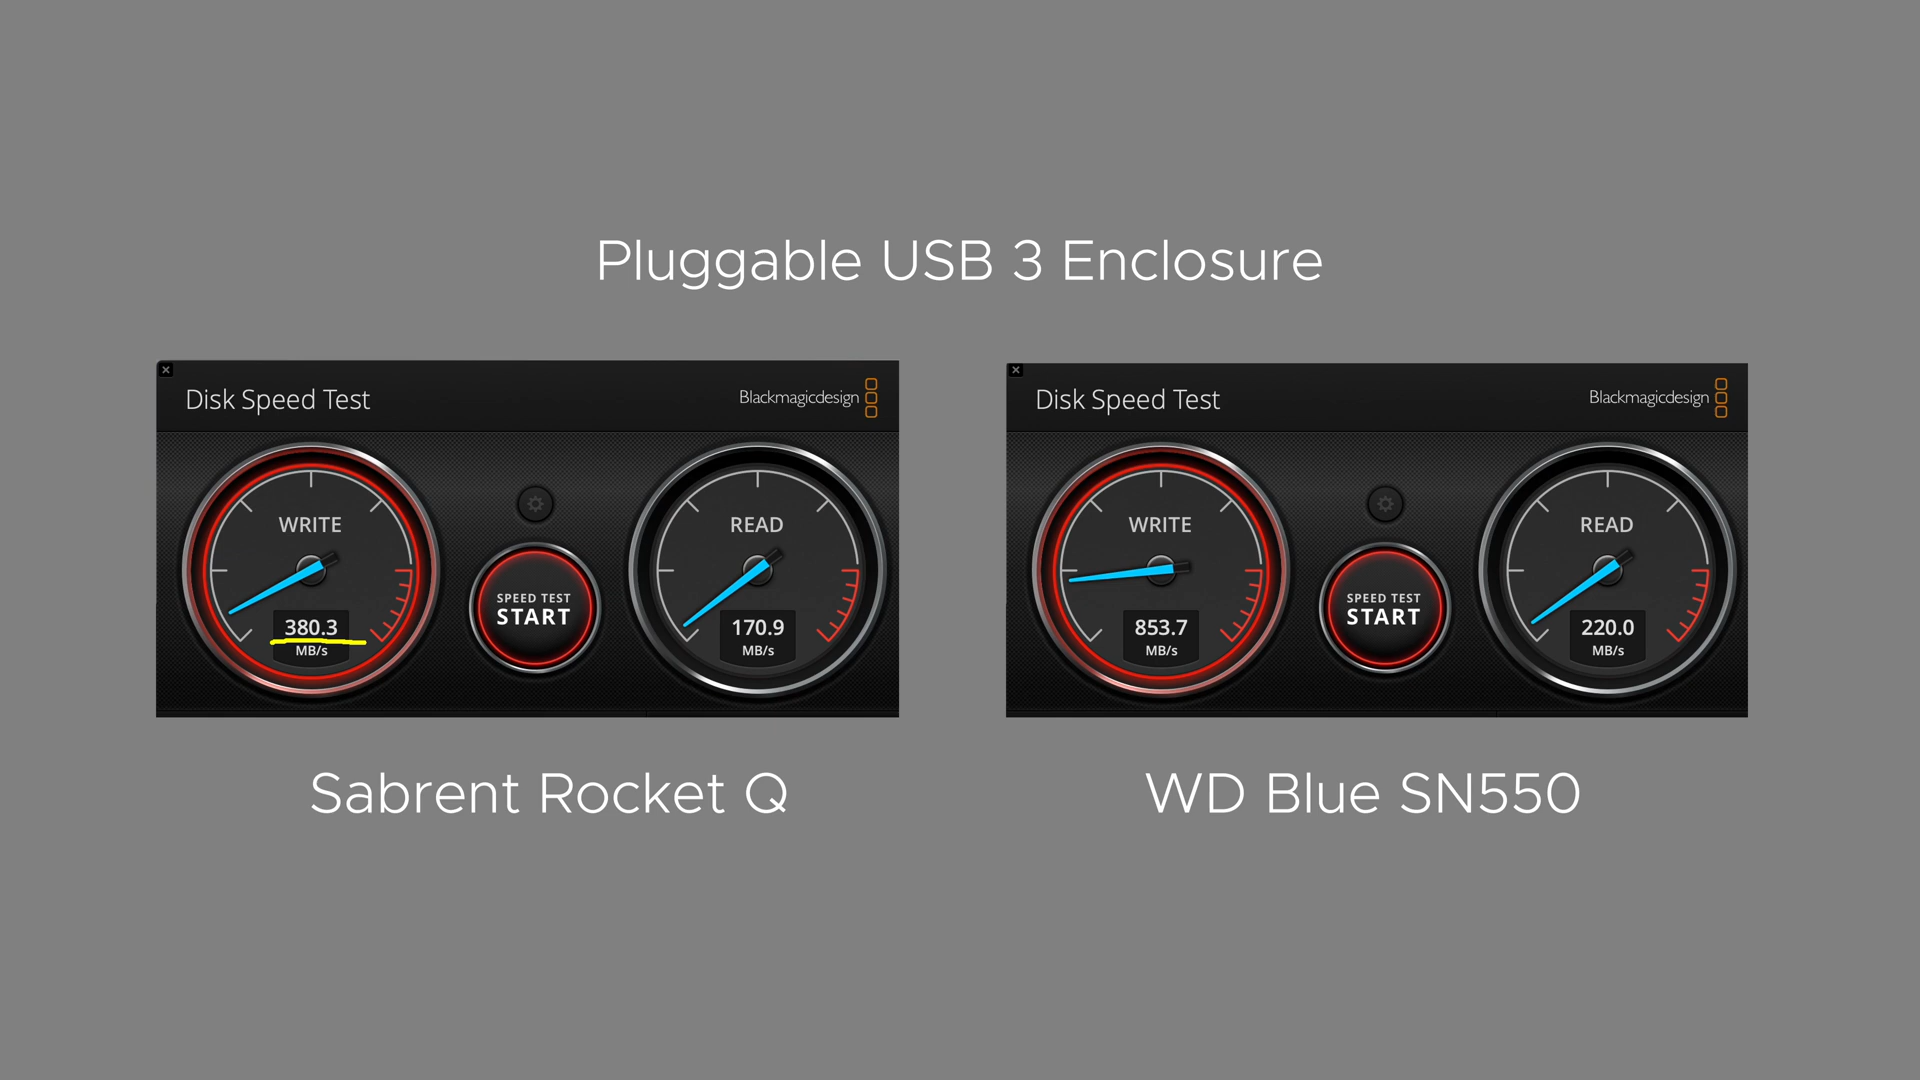 Pluggable USB 3 Enclosure
Disk Speed Test
Blackmagicdesign
WRITE
380.3
MB/s
SPEED TEST
START
READ
170.9
MB/s
Sabrent Rocket Q
Disk Speed Test
Blackmagicdesign
WRITE
853.7
MB/s
SPEED TEST
START
READ
220.0
MB/s
WD Blue SN550